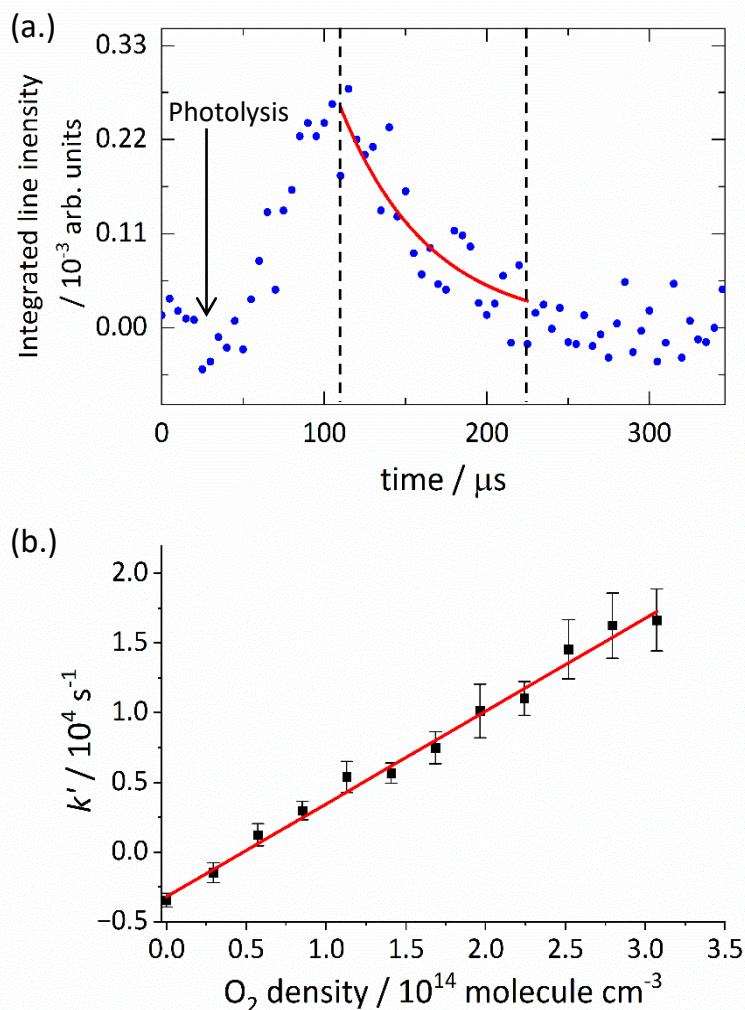 (a.)
Integrated line inensity
/ 10⁻³ arb. units
0.33
0.22
0.11
0.00
Photolysis
0
100
200
300
time / μs
(b.)
k' / 10⁴ s⁻¹
2.0
1.5
1.0
0.5
0.0
−0.5
0.0
0.5
1.0
1.5
2.0
2.5
3.0
3.5
O₂ density / 10¹⁴ molecule cm⁻³